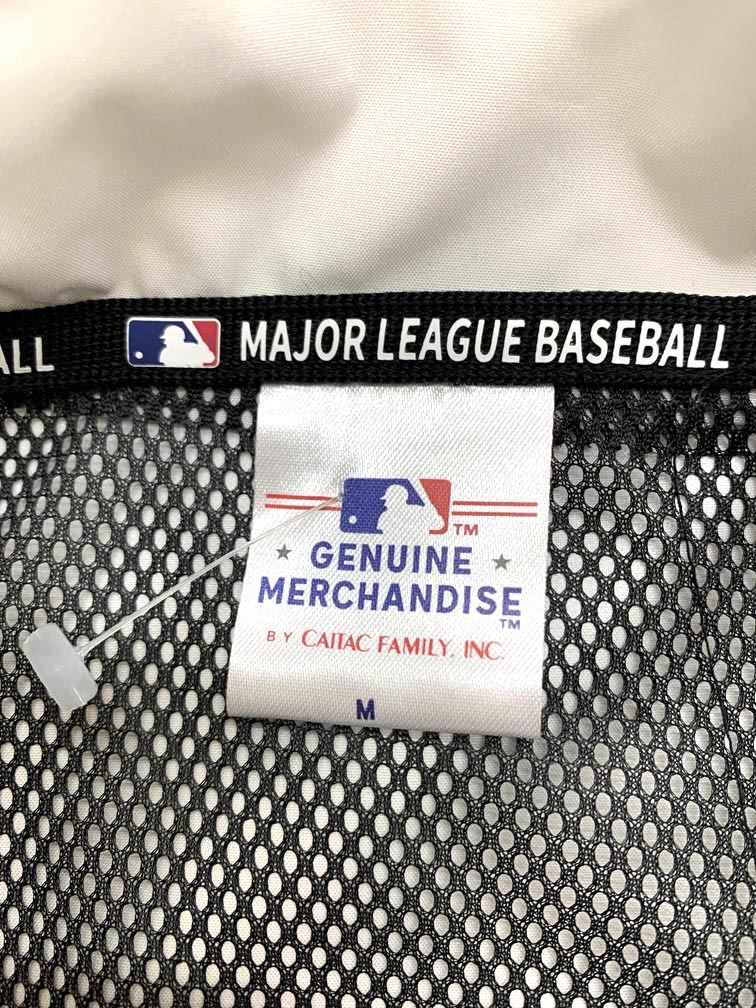 ALL MAJOR LEAGUE BASEBALL
TM
GENUINE
MERCHANDISE
TM
BY CAITAC FAMILY, INC.
M